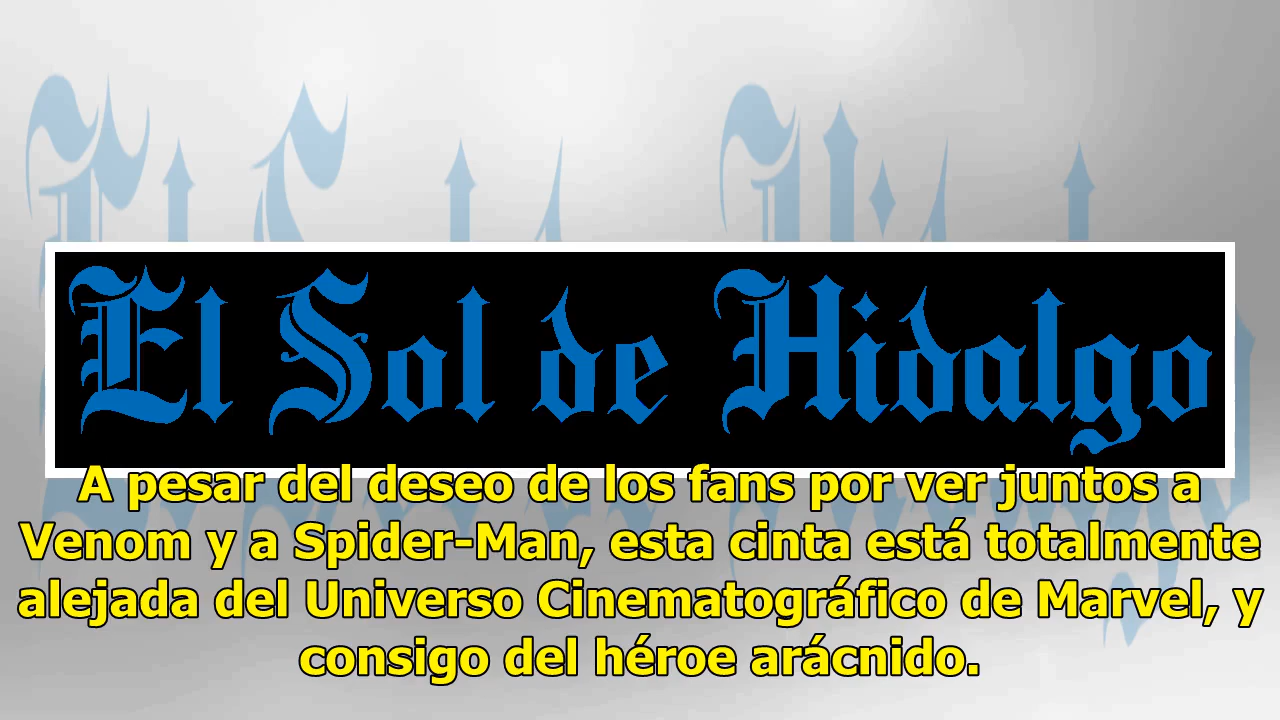 El Sol de Hidalgo
A pesar del deseo de los fans por ver juntos a
Venom y a Spider-Man, esta cinta está totalmente
alejada del Universo Cinematográfico de Marvel, y
consigo del héroe arácnido.